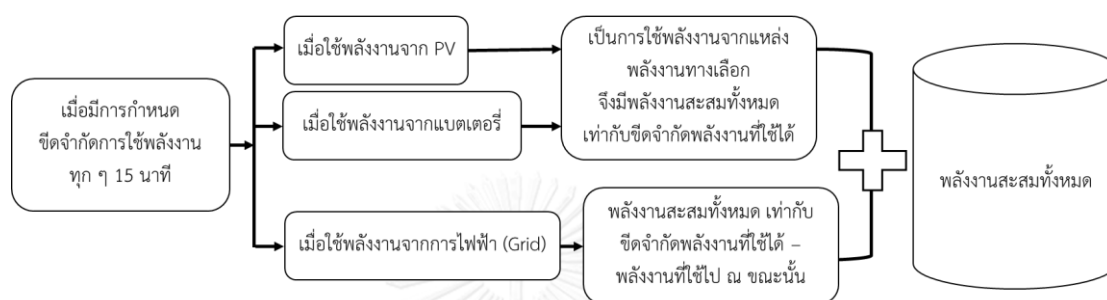 เมื่อมีการกำหนด
ขีดจำกัดการใช้พลังงาน
ทุก ๆ 15 นาที
เมื่อใช้พลังงานจาก PV
เมื่อใช้พลังงานจากแบตเตอรี่
เมื่อใช้พลังงานจากการไฟฟ้า (Grid)
เป็นการใช้พลังงานจากแหล่ง
พลังงานทางเลือก
จึงมีพลังงานสะสมทั้งหมด
เท่ากับขีดจำกัดพลังงานที่ใช้ได้
พลังงานสะสมทั้งหมด เท่ากับ
ขีดจำกัดพลังงานที่ใช้ได้ –
พลังงานที่ใช้ไป ณ ขณะนั้น
พลังงานสะสมทั้งหมด